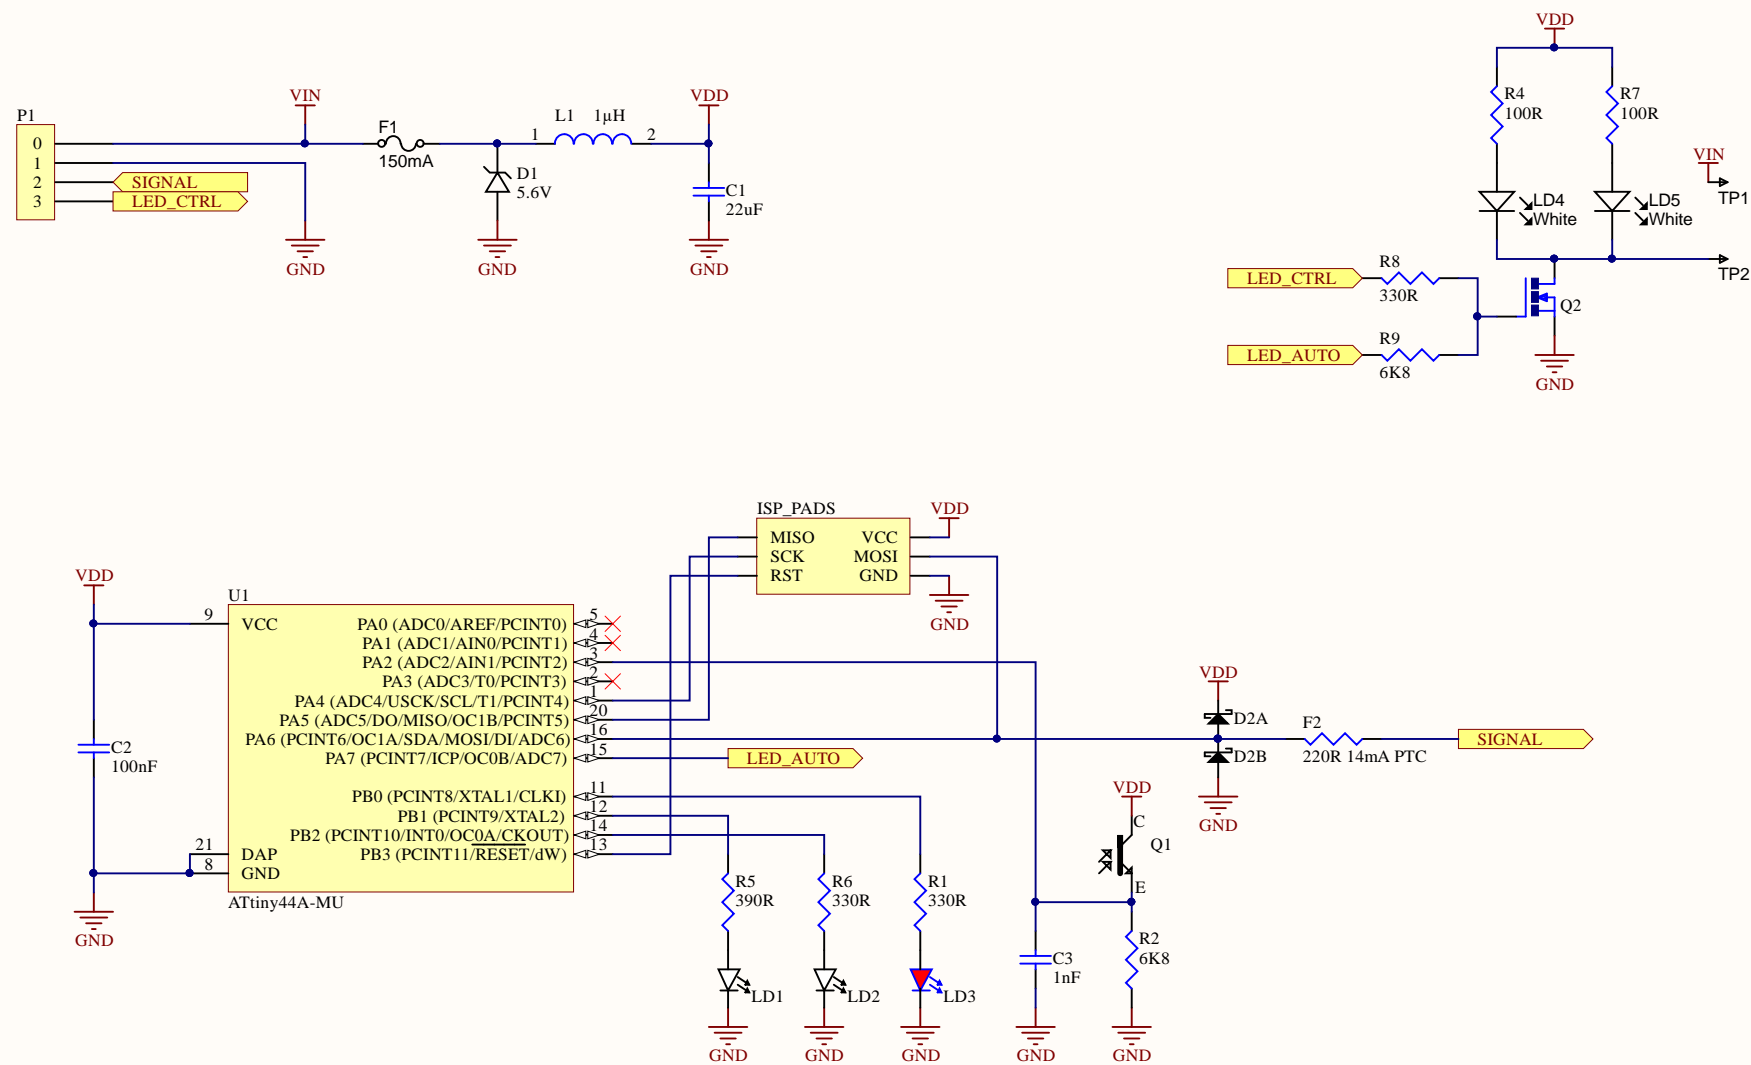 P1
0
1
2
3
SIGNAL
LED_CTRL
VIN
GND
F1
150mA
D1
5.6V
GND
L1 1µH
1 2
VDD
C1
22uF
GND
VDD
R4
100R
R7
100R
LD4
White
LD5
White
VIN
TP1
TP2
LED_CTRL
R8
330R
LED_AUTO
R9
6K8
Q2
GND
ISP_PADS
MISO VCC
SCK MOSI
RST GND
VDD
GND
VDD
C2
100nF
GND
U1
9 VCC
21 DAP
8 GND
PA0 (ADC0/AREF/PCINT0) 5
PA1 (ADC1/AIN0/PCINT1) 4
PA2 (ADC2/AIN1/PCINT2) 3
PA3 (ADC3/T0/PCINT3) 2
PA4 (ADC4/USCK/SCL/T1/PCINT4) 1
PA5 (ADC5/DO/MISO/OC1B/PCINT5) 20
PA6 (PCINT6/OC1A/SDA/MOSI/DI/ADC6) 16
PA7 (PCINT7/ICP/OC0B/ADC7) 15
PB0 (PCINT8/XTAL1/CLKI) 11
PB1 (PCINT9/XTAL2) 12
PB2 (PCINT10/INT0/OC0A/CKOUT) 14
PB3 (PCINT11/RESET/dW) 13
ATtiny44A-MU
LED_AUTO
R5
390R
LD1
GND
R6
330R
LD2
GND
R1
330R
LD3
GND
C3
1nF
GND
VDD
C
Q1
E
R2
6K8
GND
VDD
D2A
D2B
GND
F2
220R 14mA PTC
SIGNAL